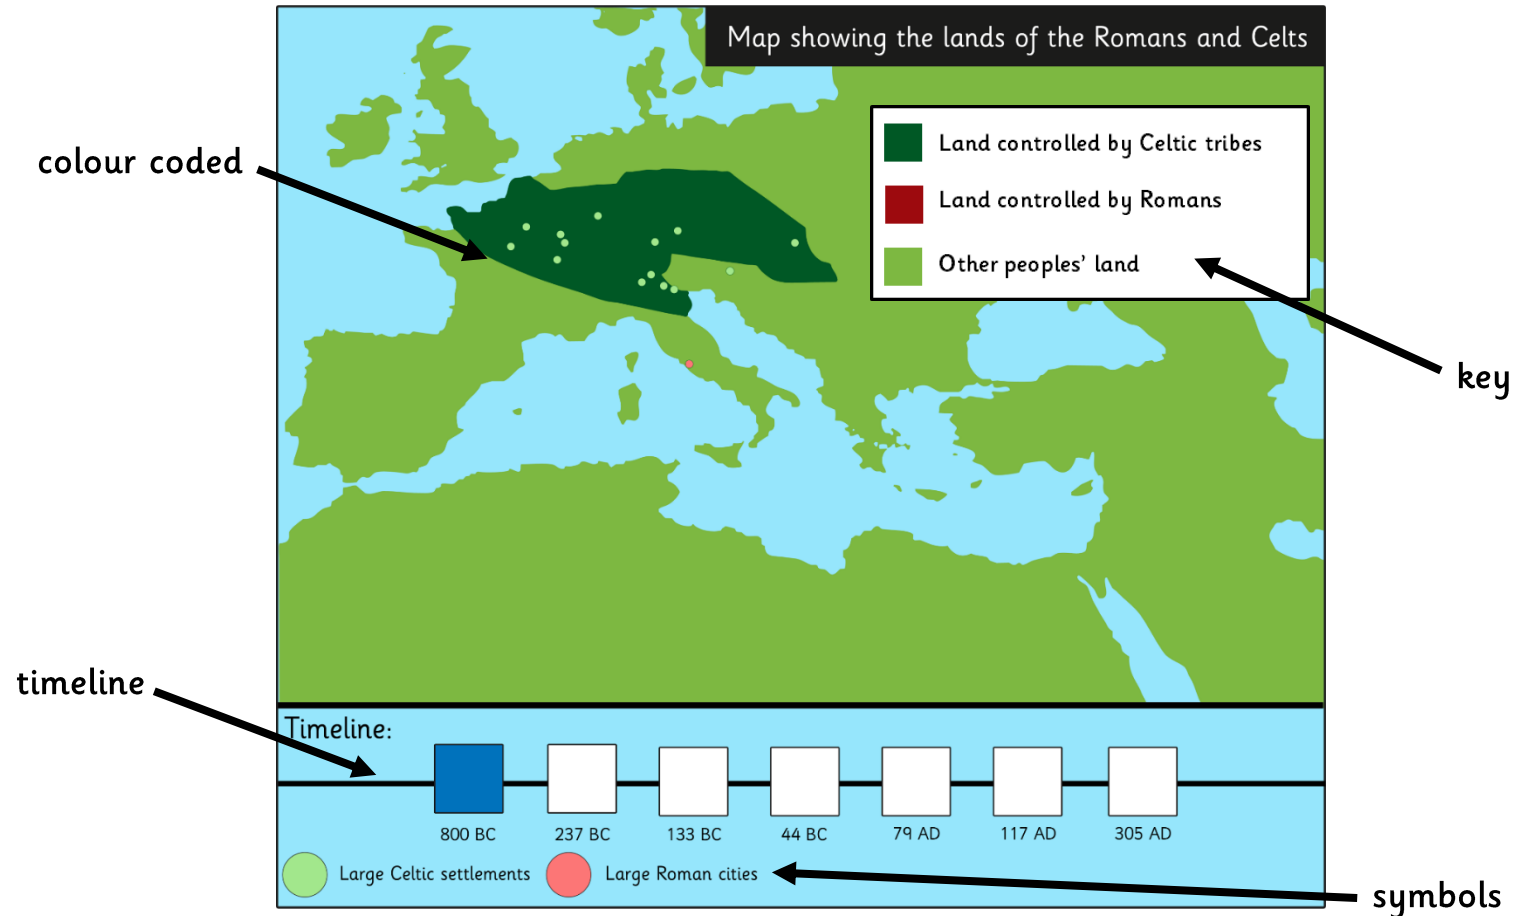 Map showing the lands of the Romans and Celts
Land controlled by Celtic tribes
colour coded
Land controlled by Romans
Other peoples' land
key
timeline
Timeline:
800 BC 237 BC 133 BC 44 BC 79 AD 117 AD 305 AD
Large Celtic settlements Large Roman cities
symbols